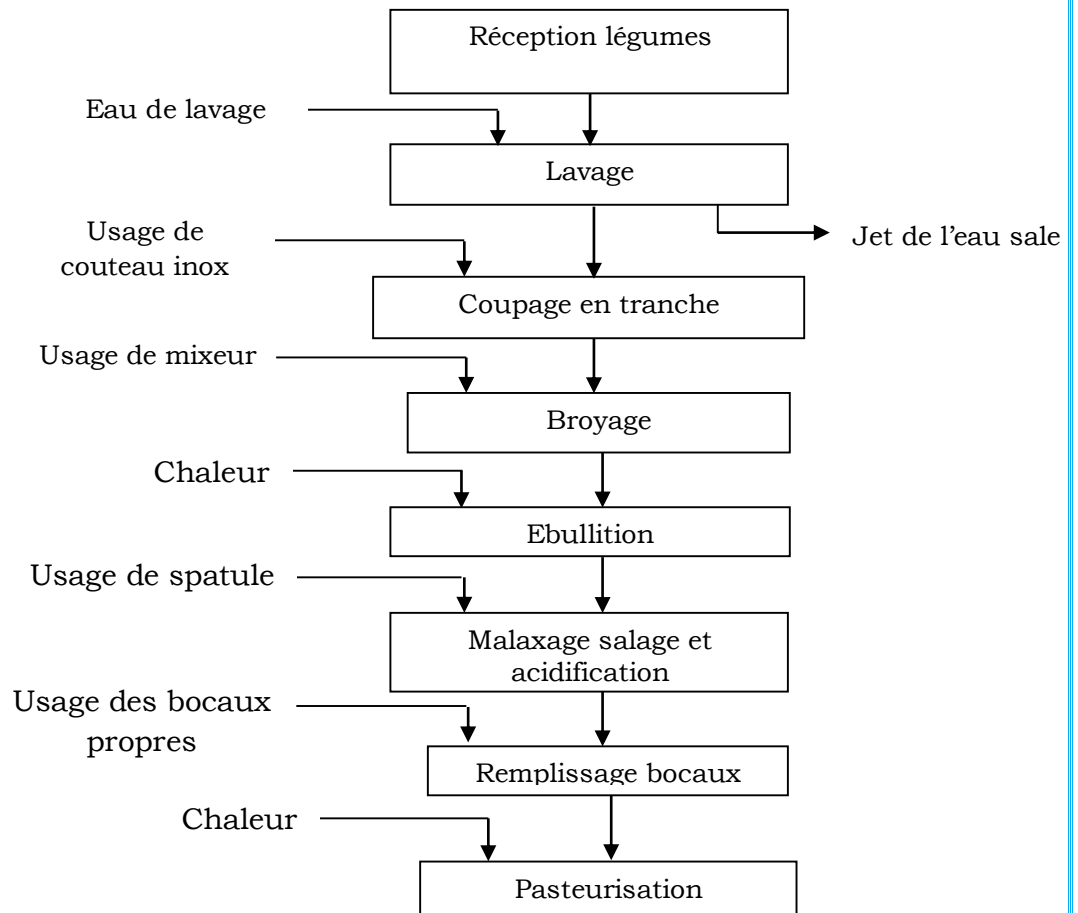 Réception légumes
Eau de lavage
Lavage
Usage de
couteau inox
Jet de l’eau sale
Coupage en tranche
Usage de mixeur
Broyage
Chaleur
Ebullition
Usage de spatule
Malaxage salage et
acidification
Usage des bocaux
propres
Remplissage bocaux
Chaleur
Pasteurisation